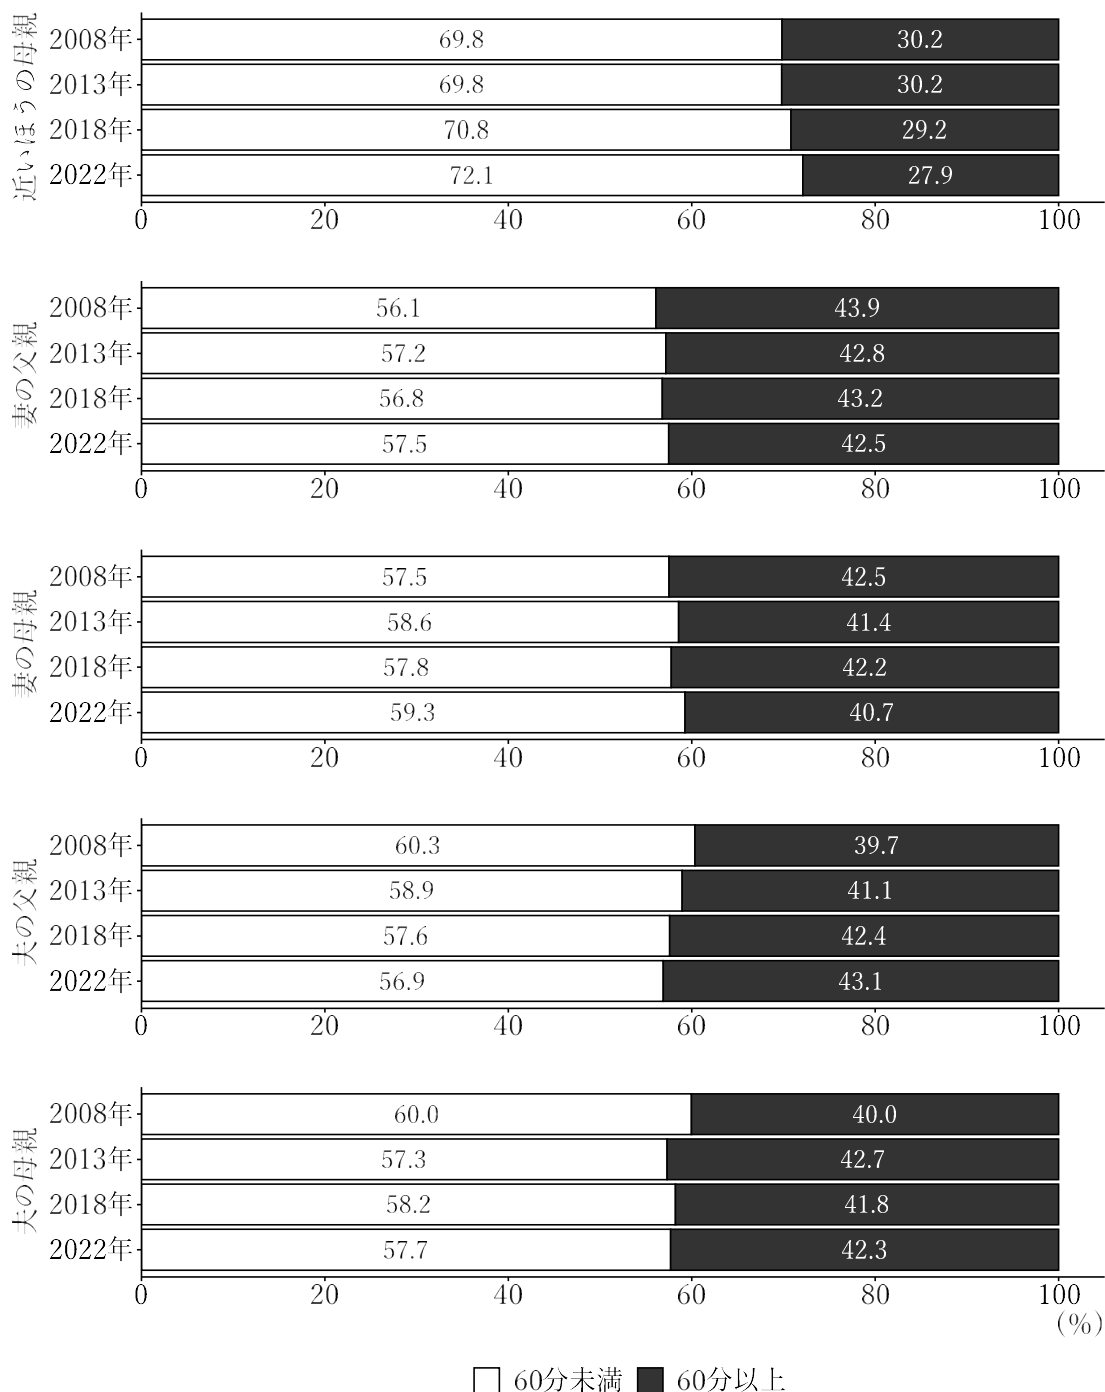 近いほうの母親
2008年 69.8 30.2
2013年 69.8 30.2
2018年 70.8 29.2
2022年 72.1 27.9
0 20 40 60 80 100
妻の父親
2008年 56.1 43.9
2013年 57.2 42.8
2018年 56.8 43.2
2022年 57.5 42.5
0 20 40 60 80 100
妻の母親
2008年 57.5 42.5
2013年 58.6 41.4
2018年 57.8 42.2
2022年 59.3 40.7
0 20 40 60 80 100
夫の父親
2008年 60.3 39.7
2013年 58.9 41.1
2018年 57.6 42.4
2022年 56.9 43.1
0 20 40 60 80 100
夫の母親
2008年 60.0 40.0
2013年 57.3 42.7
2018年 58.2 41.8
2022年 57.7 42.3
0 20 40 60 80 100
(%)
60分未満 60分以上